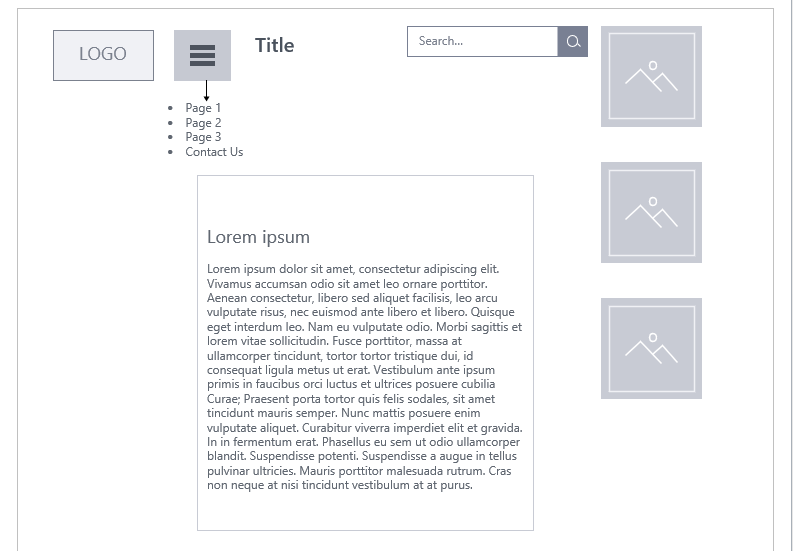 LOGO
Title
Search...
Page 1
Page 2
Page 3
Contact Us
Lorem ipsum
Lorem ipsum dolor sit amet, consectetur adipiscing elit.
Vivamus accumsan odio sit amet leo ornare porttitor.
Aenean consectetur, libero sed aliquet facilisis, leo arcu
vulputate risus, nec euismod ante libero et libero. Quisque
eget interdum leo. Nam eu vulputate odio. Morbi sagittis et
lorem vitae sollicitudin. Fusce porttitor, massa at
ullamcorper tincidunt, tortor tortor tristique dui, id
consequat ligula metus ut erat. Vestibulum ante ipsum
primis in faucibus orci luctus et ultrices posuere cubilia
Curae; Praesent porta tortor quis felis sodales, sit amet
tincidunt mauris semper. Nunc mattis posuere enim
vulputate aliquet. Curabitur viverra imperdiet elit et gravida.
In in fermentum erat. Phasellus eu sem ut odio ullamcorper
blandit. Suspendisse potenti. Suspendisse a augue in tellus
pulvinar ultricies. Mauris porttitor malesuada rutrum. Cras
non neque at nisi tincidunt vestibulum at at purus.